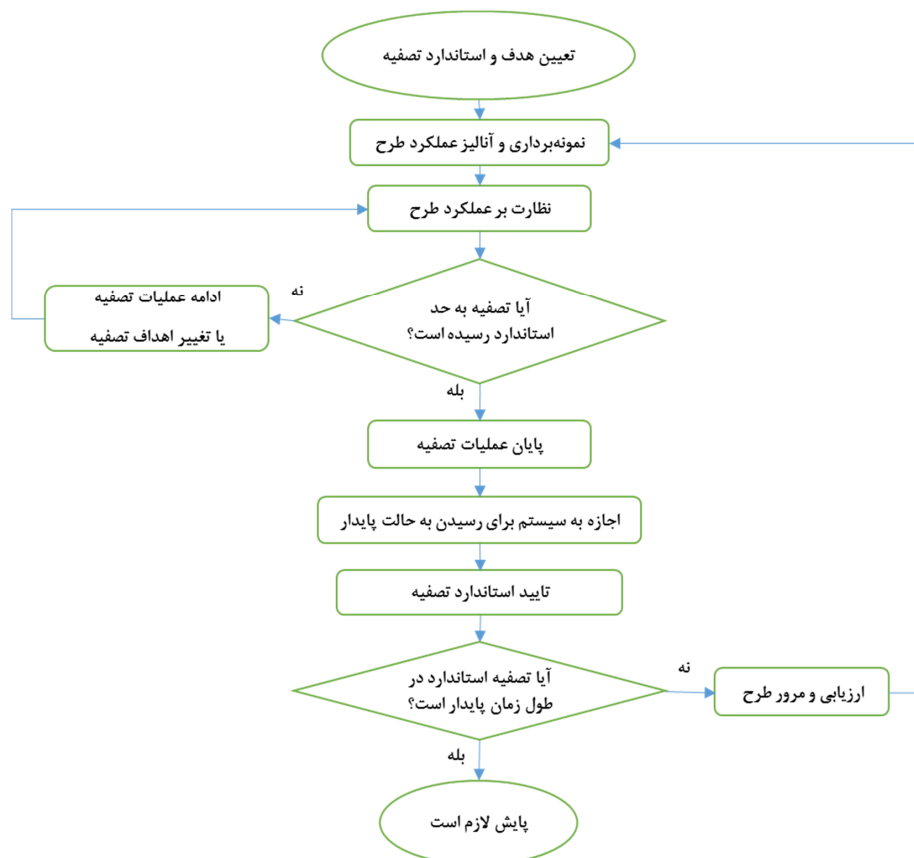 تعیین هدف و استاندارد تصفیه
نمونه‌برداری و آنالیز عملکرد طرح
نظارت بر عملکرد طرح
آیا تصفیه به حد
استاندارد رسیده است؟
نه
ادامه عملیات تصفیه
یا تغییر اهداف تصفیه
بله
پایان عملیات تصفیه
اجازه به سیستم برای رسیدن به حالت پایدار
تایید استاندارد تصفیه
آیا تصفیه استاندارد در
طول زمان پایدار است؟
نه
ارزیابی و مرور طرح
بله
پایش لازم است